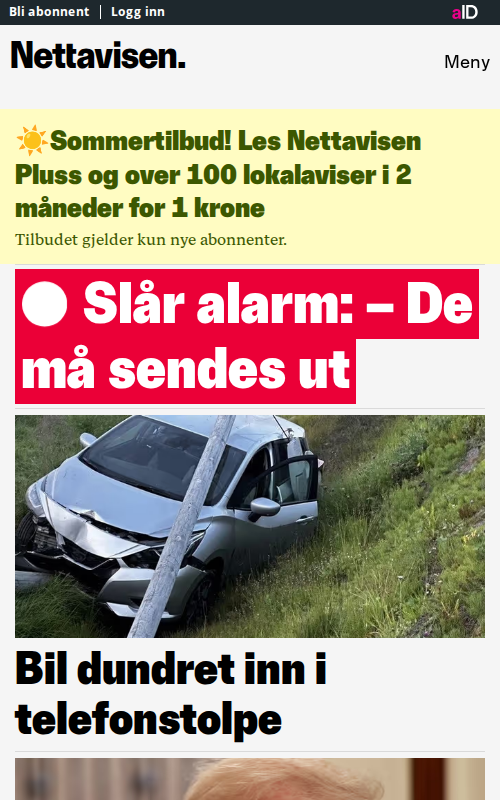 Bli abonnent | Logg inn
aID
Nettavisen.
Meny
☀️Sommertilbud! Les Nettavisen
Pluss og over 100 lokalaviser i 2
måneder for 1 krone
Tilbudet gjelder kun nye abonnenter.
Slår alarm: – De
må sendes ut
Bil dundret inn i
telefonstolpe